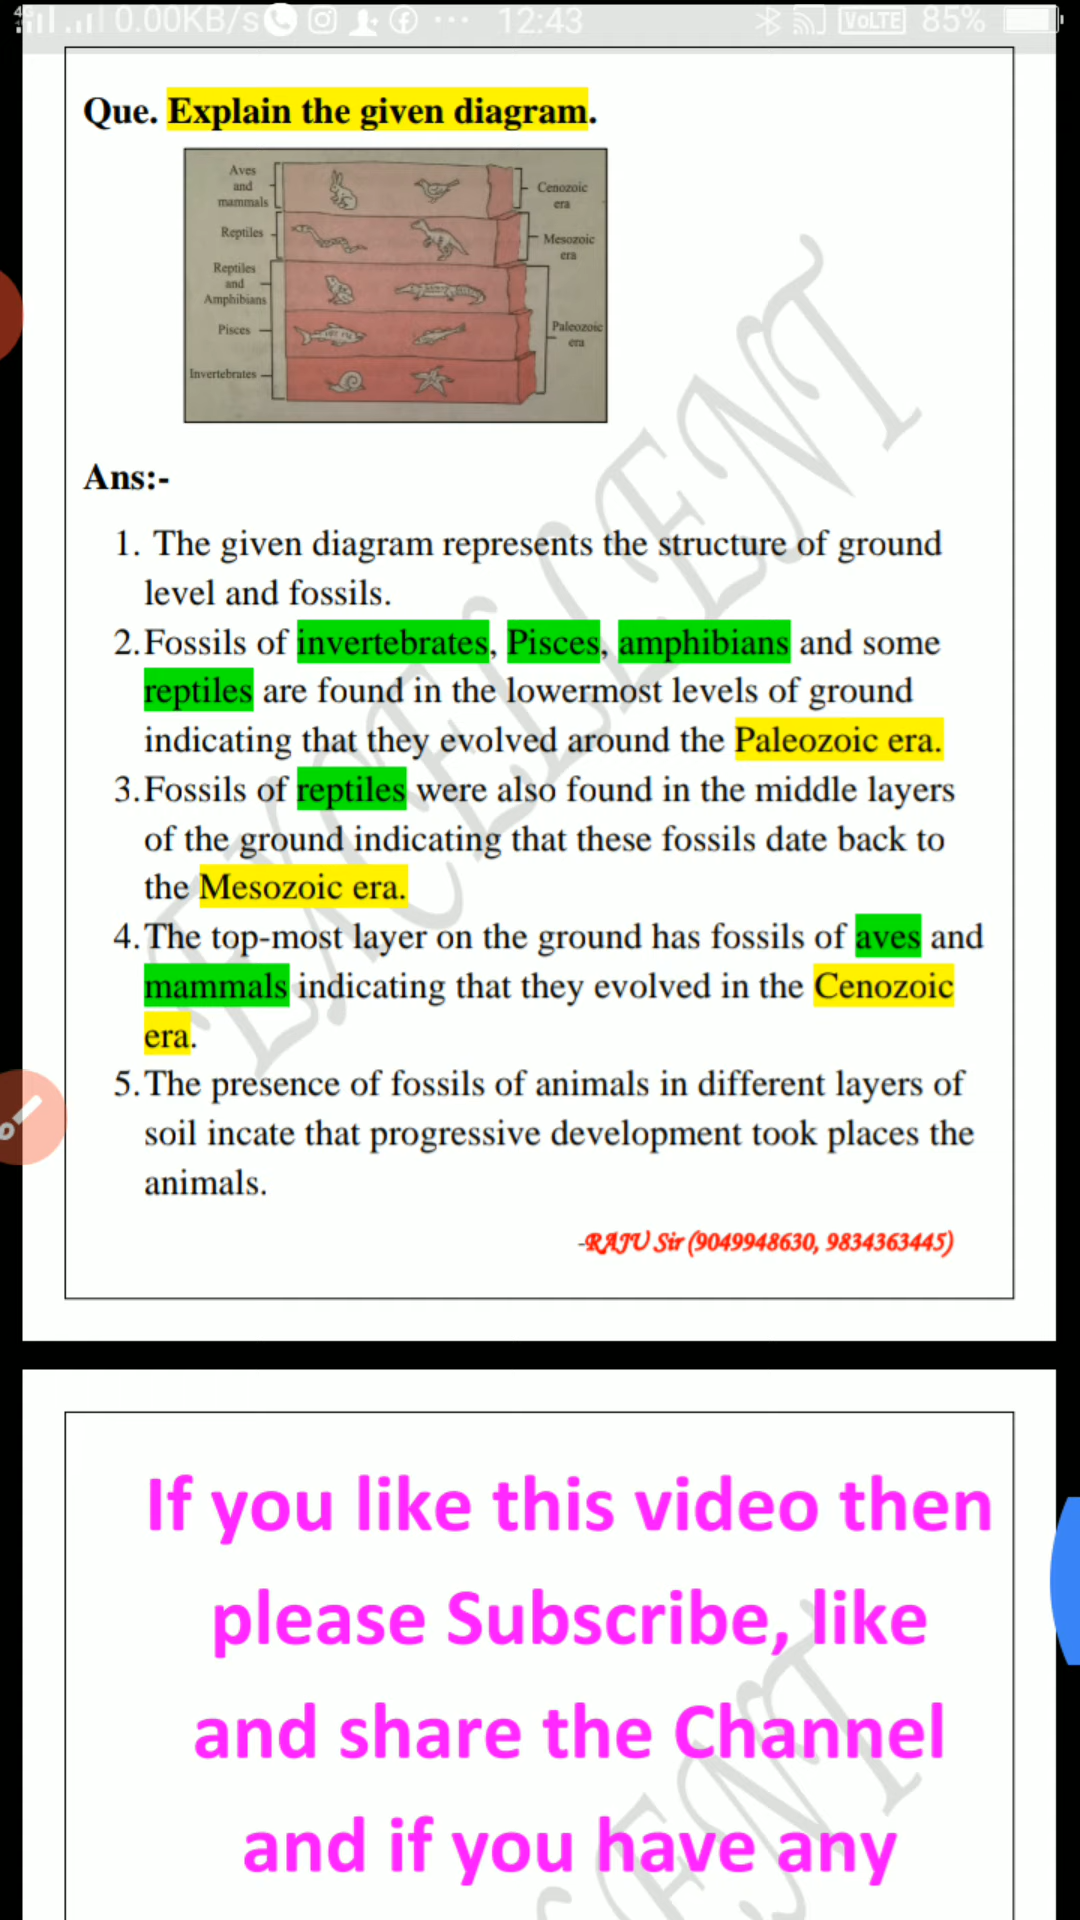 0.00KB/s 12:43 VoLTE 85%
Que. Explain the given diagram.
Aves
and
mammals
Cenozoic
era
Reptiles
Mesozoic
era
Reptiles
and
Amphibians
Pisces
Paleozoic
era
Invertebrates
Ans:-
1. The given diagram represents the structure of ground
level and fossils.
2. Fossils of invertebrates, Pisces, amphibians and some
reptiles are found in the lowermost levels of ground
indicating that they evolved around the Paleozoic era.
3. Fossils of reptiles were also found in the middle layers
of the ground indicating that these fossils date back to
the Mesozoic era.
4. The top-most layer on the ground has fossils of aves and
mammals indicating that they evolved in the Cenozoic
era.
5. The presence of fossils of animals in different layers of
soil incate that progressive development took places the
animals.
-RAJU Sir (9049948630, 9834363445)
EXCELLENT
If you like this video then
please Subscribe, like
and share the Channel
and if you have any